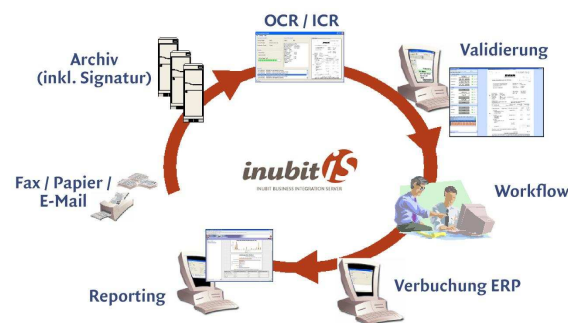 OCR / ICR
Archiv
(inkl. Signatur)
Validierung
inubit iS
INUBIT BUSINESS INTEGRATION SERVER
Fax / Papier /
E-Mail
Workflow
Reporting
Verbuchung ERP